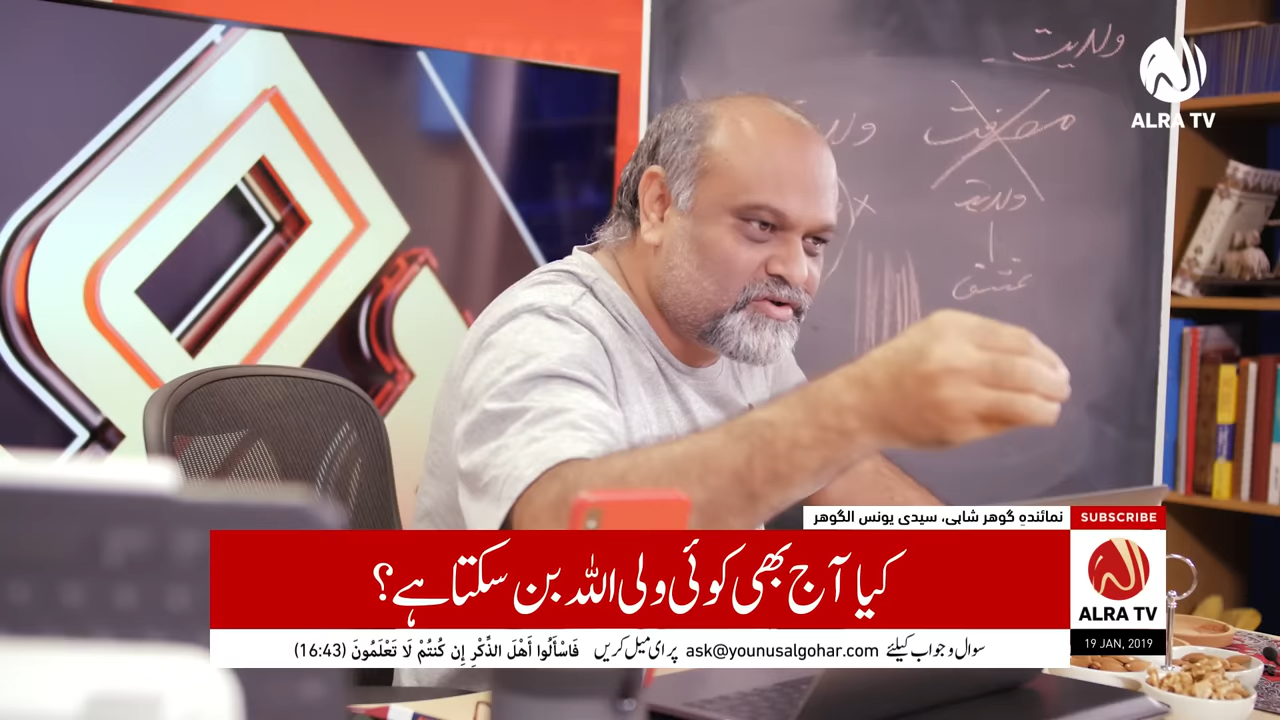 ولدیت
معرفت
ولدیت
عشق
ALRA TV
نمائندہِ گوھر شاہی، سیدی یونس الگوھر
SUBSCRIBE
کیا آج بھی کوئی ولی اللہ بن سکتا ہے؟
ALRA TV
سوال و جواب کیلئے ask@younusalgohar.com پر ای میل کریں
فَاسْأَلُوا أَهْلَ الذِّكْرِ إِن كُنتُمْ لَا تَعْلَمُونَ (16:43)
19 JAN, 2019